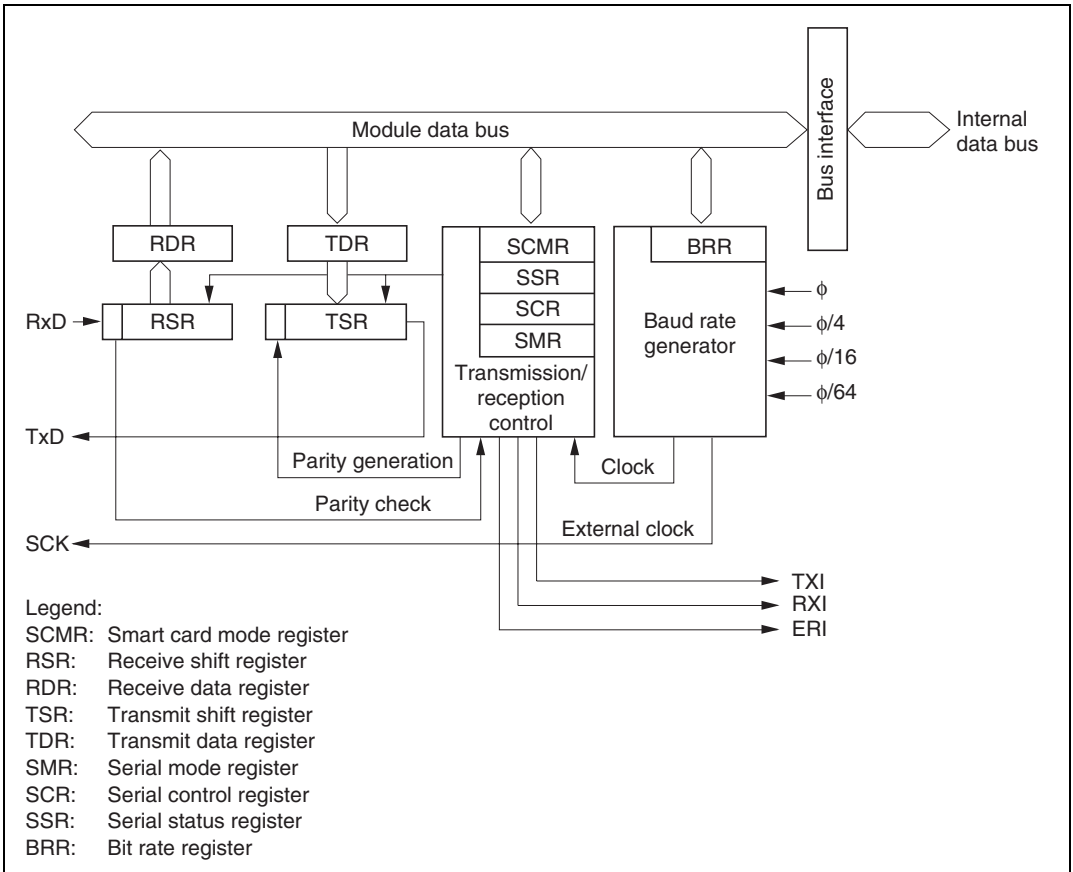 Module data bus
Bus interface
Internal
data bus
RDR
TDR
SCMR
BRR
SSR
SCR
SMR
RxD
RSR
TSR
Baud rate
generator
ϕ
ϕ/4
ϕ/16
ϕ/64
Transmission/
reception
control
TxD
Parity generation
Clock
Parity check
External clock
SCK
TXI
RXI
ERI
Legend:
SCMR: Smart card mode register
RSR: Receive shift register
RDR: Receive data register
TSR: Transmit shift register
TDR: Transmit data register
SMR: Serial mode register
SCR: Serial control register
SSR: Serial status register
BRR: Bit rate register